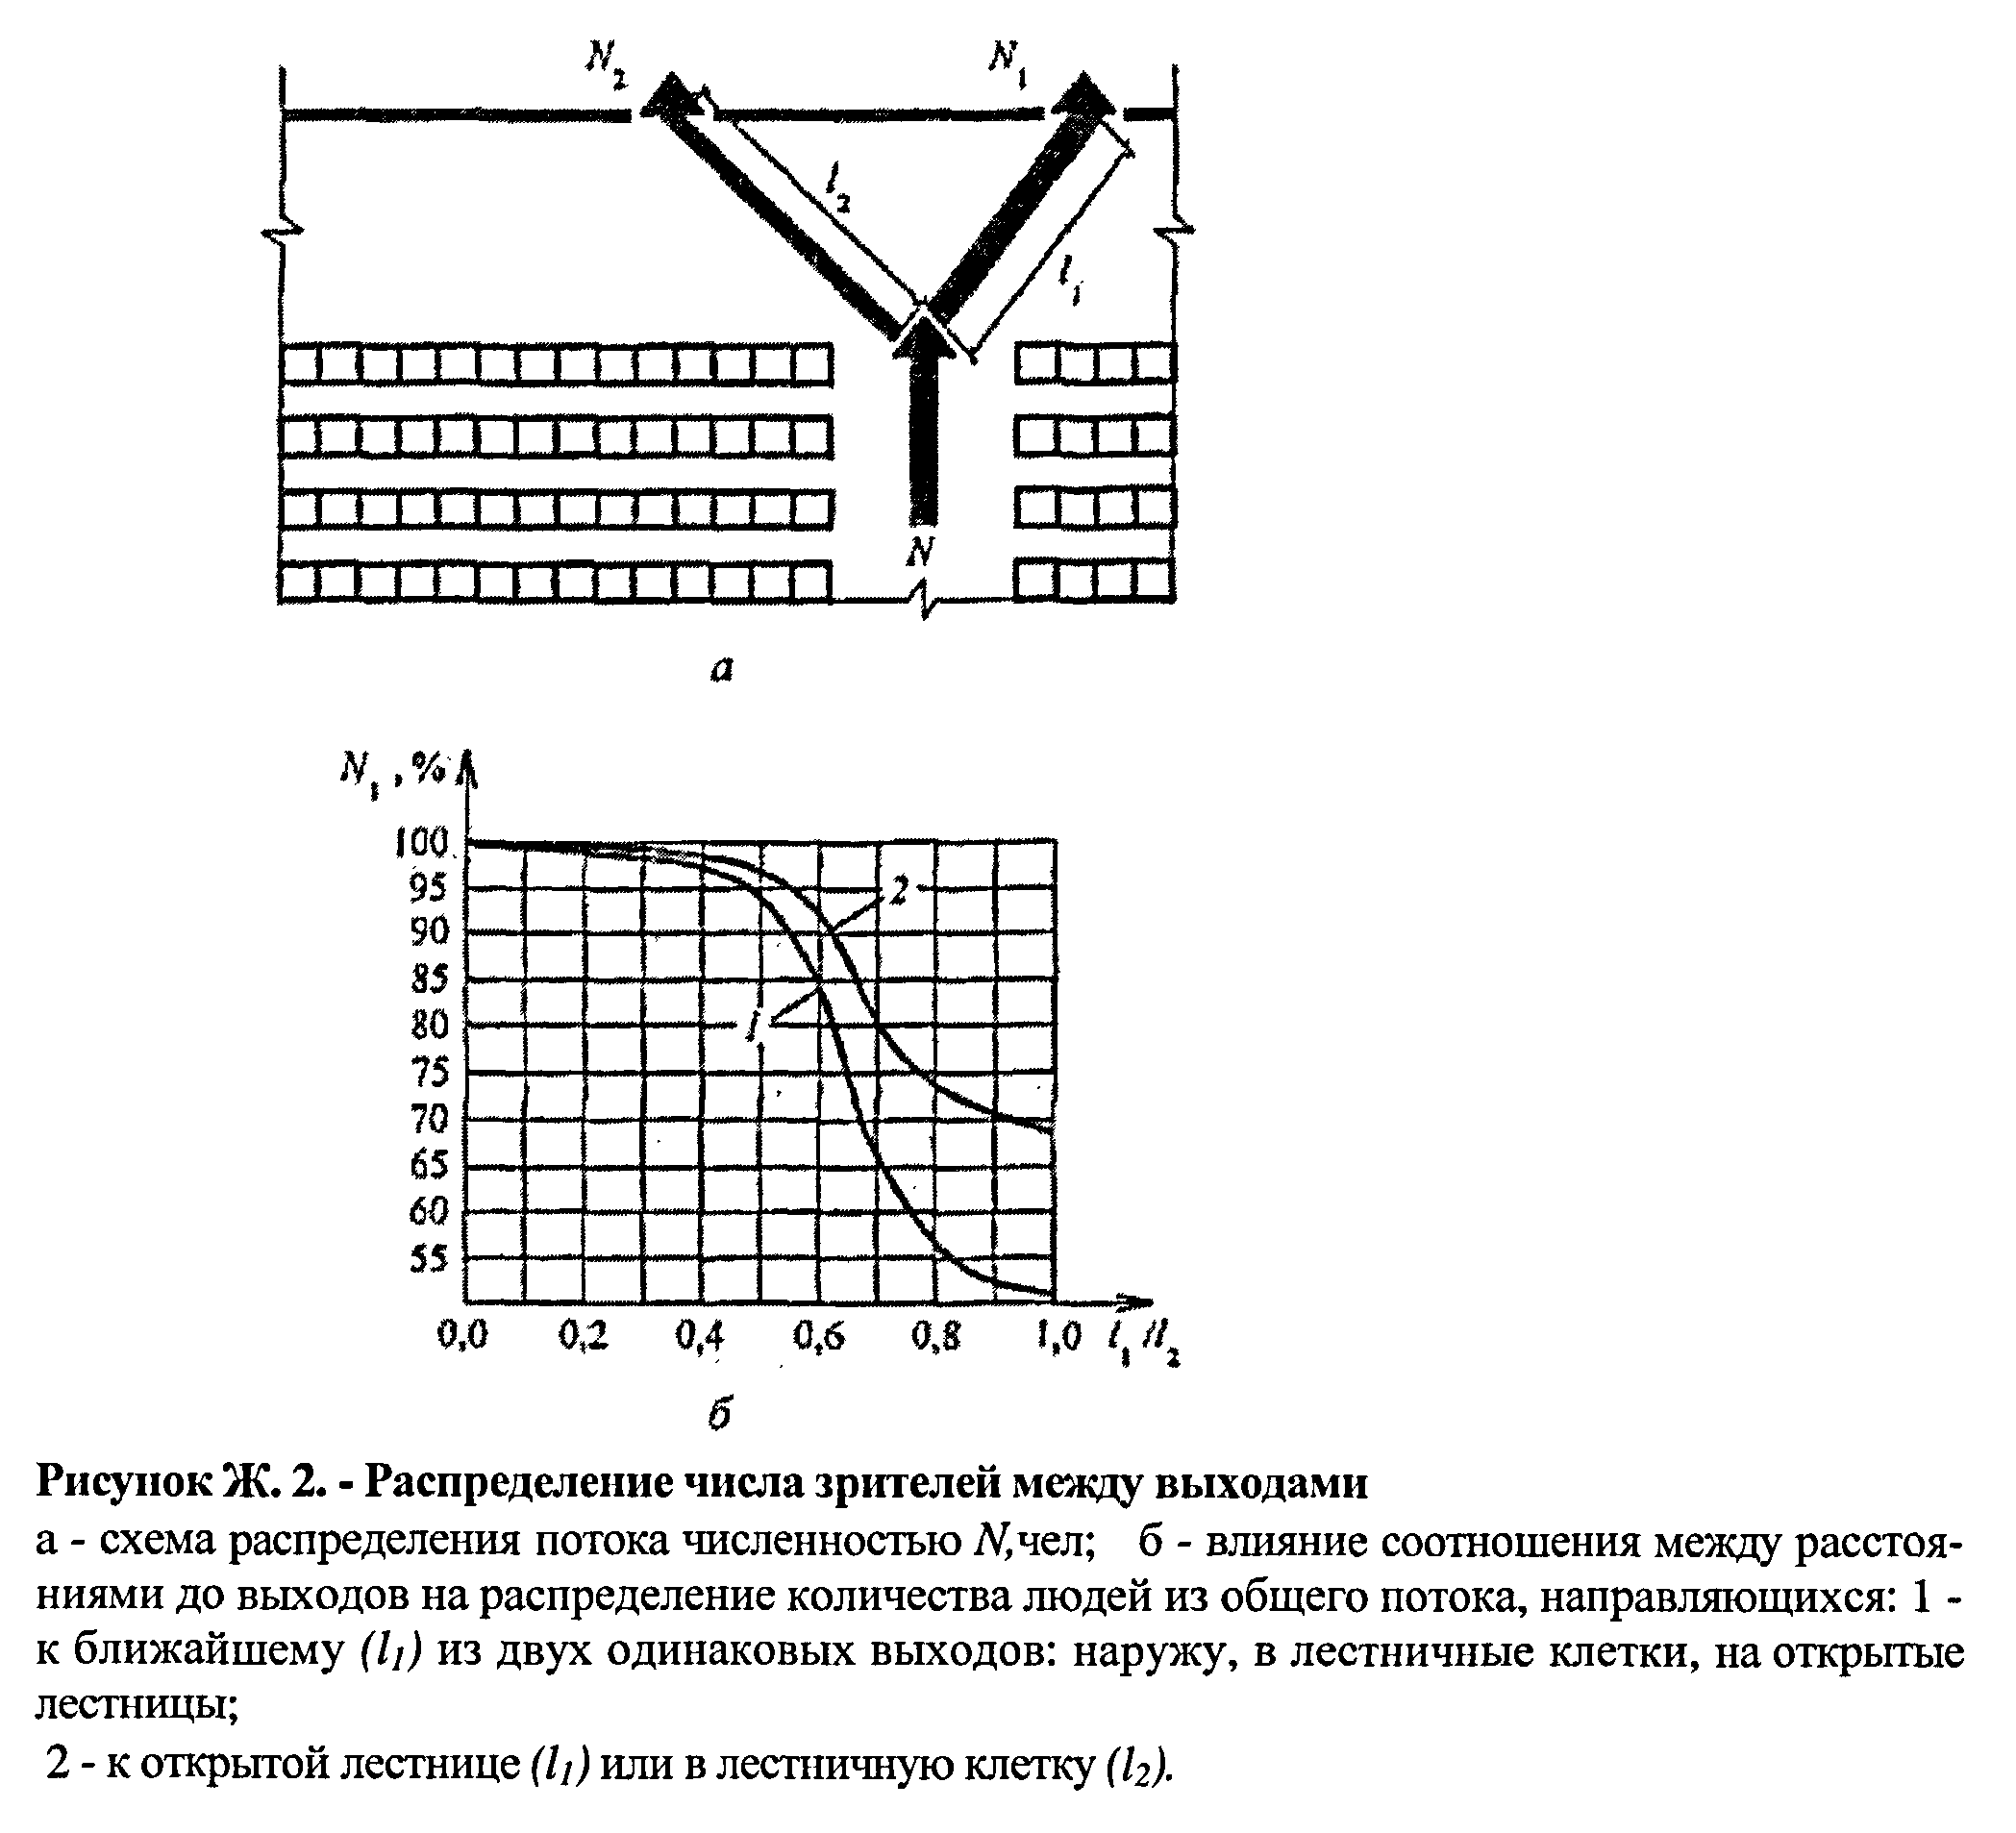 N2 N1
l2
l1
N
а
N1, %
100
95
90
85
80
75
70
65
60
55
2
1
0,0 0,2 0,4 0,6 0,8 1,0 l1/l2
б
Рисунок Ж. 2. - Распределение числа зрителей между выходами
а - схема распределения потока численностью N,чел; б - влияние соотношения между расстоя-
ниями до выходов на распределение количества людей из общего потока, направляющихся: 1 -
к ближайшему (l1) из двух одинаковых выходов: наружу, в лестничные клетки, на открытые
лестницы;
2 - к открытой лестнице (l1) или в лестничную клетку (l2).